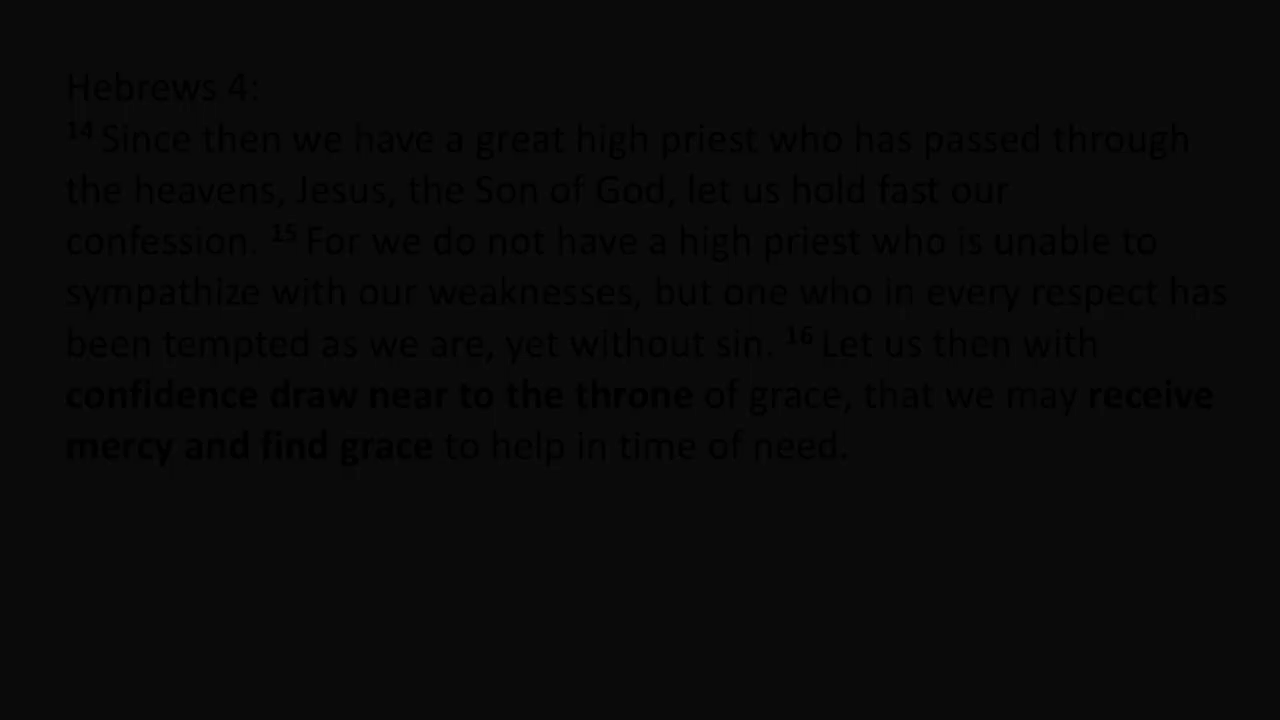 Hebrews 4:
14 Since then we have a great high priest who has passed through
the heavens, Jesus, the Son of God, let us hold fast our
confession. 15 For we do not have a high priest who is unable to
sympathize with our weaknesses, but one who in every respect has
been tempted as we are, yet without sin. 16 Let us then with
confidence draw near to the throne of grace, that we may receive
mercy and find grace to help in time of need.